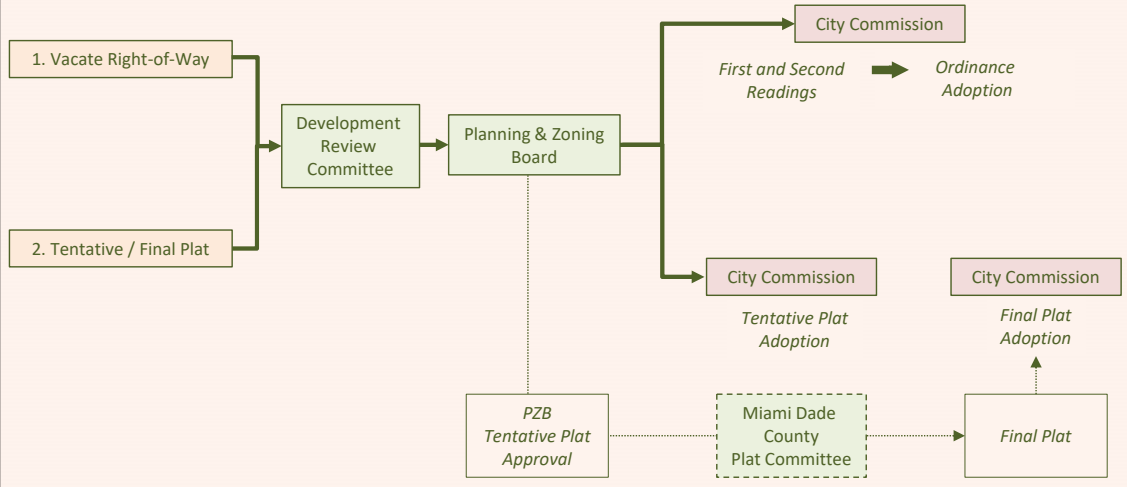 City Commission
First and Second
Readings
Ordinance
Adoption
1. Vacate Right-of-Way
Development
Review
Committee
Planning & Zoning
Board
2. Tentative / Final Plat
City Commission
Tentative Plat
Adoption
City Commission
Final Plat
Adoption
PZB
Tentative Plat
Approval
Miami Dade
County
Plat Committee
Final Plat